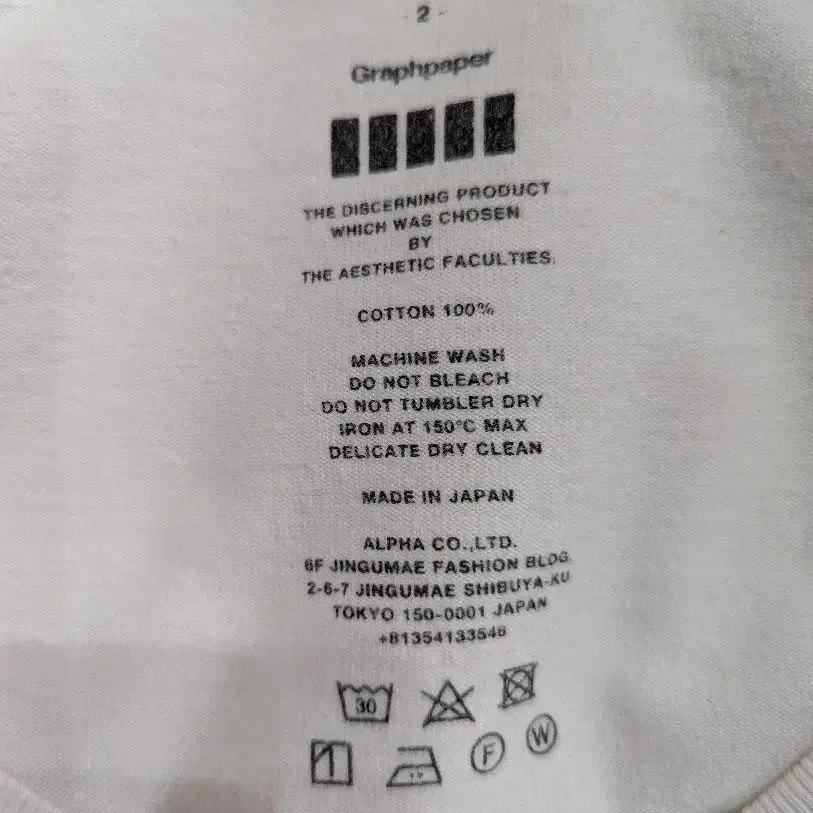 - 2 -
Graphpaper
THE DISCERNING PRODUCT
WHICH WAS CHOSEN
BY
THE AESTHETIC FACULTIES.
COTTON 100%
MACHINE WASH
DO NOT BLEACH
DO NOT TUMBLER DRY
IRON AT 150°C MAX
DELICATE DRY CLEAN
MADE IN JAPAN
ALPHA CO.,LTD.
6F JINGUMAE FASHION BLDG.
2-6-7 JINGUMAE SHIBUYA-KU
TOKYO 150-0001 JAPAN
+81354133546
30
F W